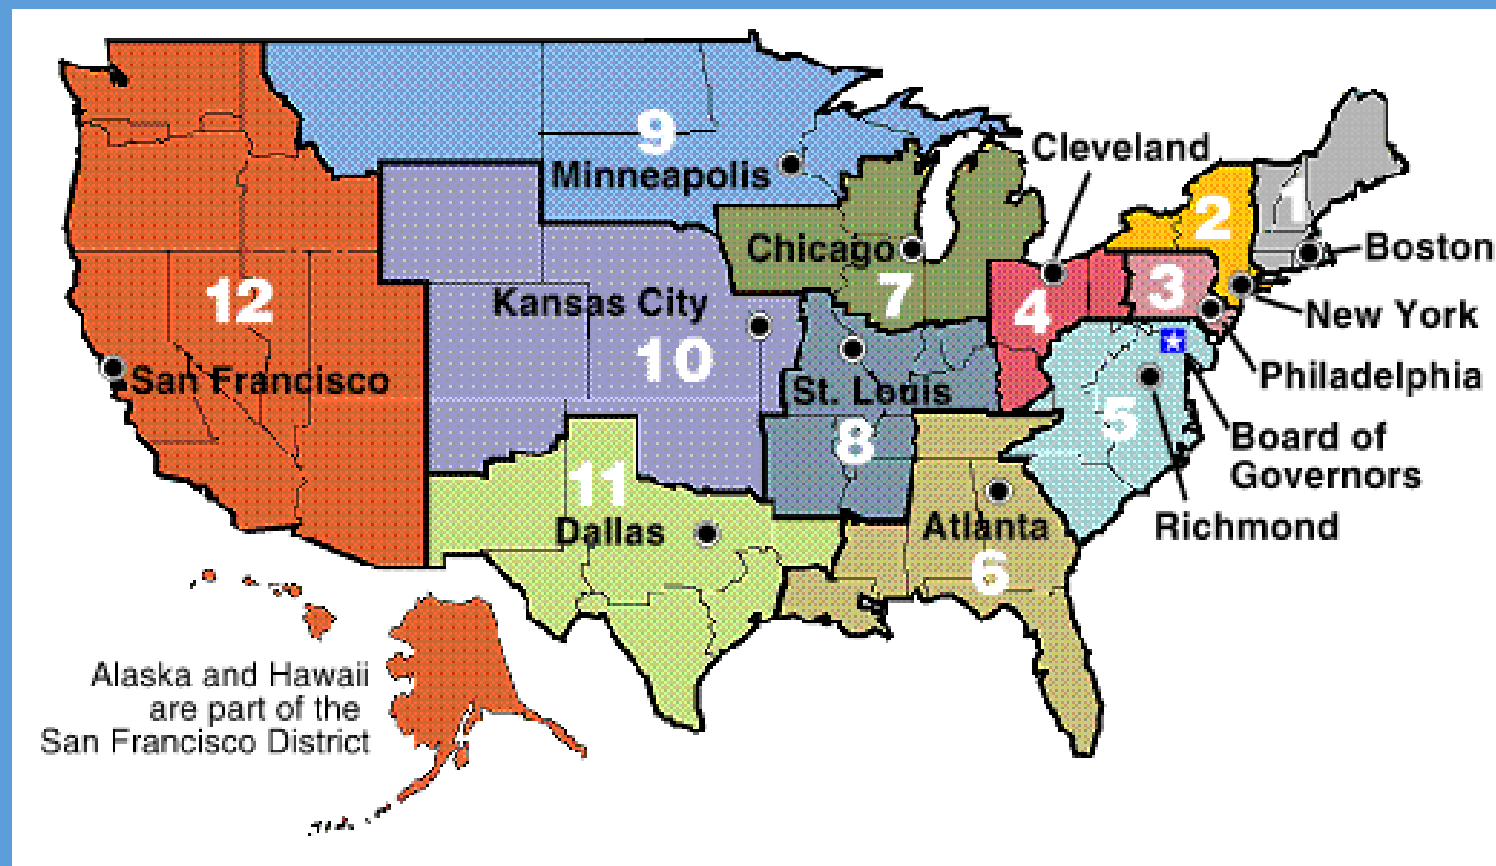 Cleveland
9
Minneapolis
1
2
Boston
Chicago
3
7
12
Kansas City
4
New York
10
San Francisco
St. Louis
Philadelphia
5
8
Board of
Governors
11
Atlanta
Richmond
Dallas
6
Alaska and Hawaii
are part of the
San Francisco District